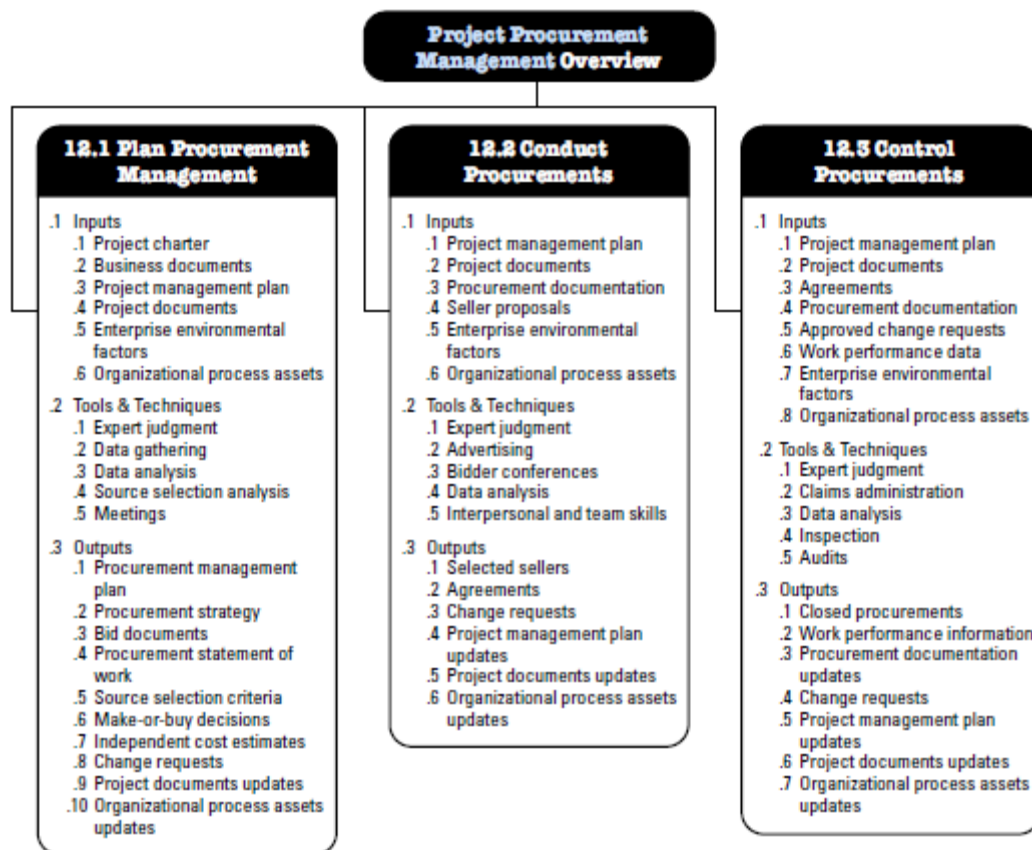 Project Procurement
Management Overview
12.1 Plan Procurement
Management
.1 Inputs
.1 Project charter
.2 Business documents
.3 Project management plan
.4 Project documents
.5 Enterprise environmental
factors
.6 Organizational process assets
.2 Tools & Techniques
.1 Expert judgment
.2 Data gathering
.3 Data analysis
.4 Source selection analysis
.5 Meetings
.3 Outputs
.1 Procurement management
plan
.2 Procurement strategy
.3 Bid documents
.4 Procurement statement of
work
.5 Source selection criteria
.6 Make-or-buy decisions
.7 Independent cost estimates
.8 Change requests
.9 Project documents updates
.10 Organizational process assets
updates
12.2 Conduct
Procurements
.1 Inputs
.1 Project management plan
.2 Project documents
.3 Procurement documentation
.4 Seller proposals
.5 Enterprise environmental
factors
.6 Organizational process assets
.2 Tools & Techniques
.1 Expert judgment
.2 Advertising
.3 Bidder conferences
.4 Data analysis
.5 Interpersonal and team skills
.3 Outputs
.1 Selected sellers
.2 Agreements
.3 Change requests
.4 Project management plan
updates
.5 Project documents updates
.6 Organizational process assets
updates
12.3 Control
Procurements
.1 Inputs
.1 Project management plan
.2 Project documents
.3 Agreements
.4 Procurement documentation
.5 Approved change requests
.6 Work performance data
.7 Enterprise environmental
factors
.8 Organizational process assets
.2 Tools & Techniques
.1 Expert judgment
.2 Claims administration
.3 Data analysis
.4 Inspection
.5 Audits
.3 Outputs
.1 Closed procurements
.2 Work performance information
.3 Procurement documentation
updates
.4 Change requests
.5 Project management plan
updates
.6 Project documents updates
.7 Organizational process assets
updates